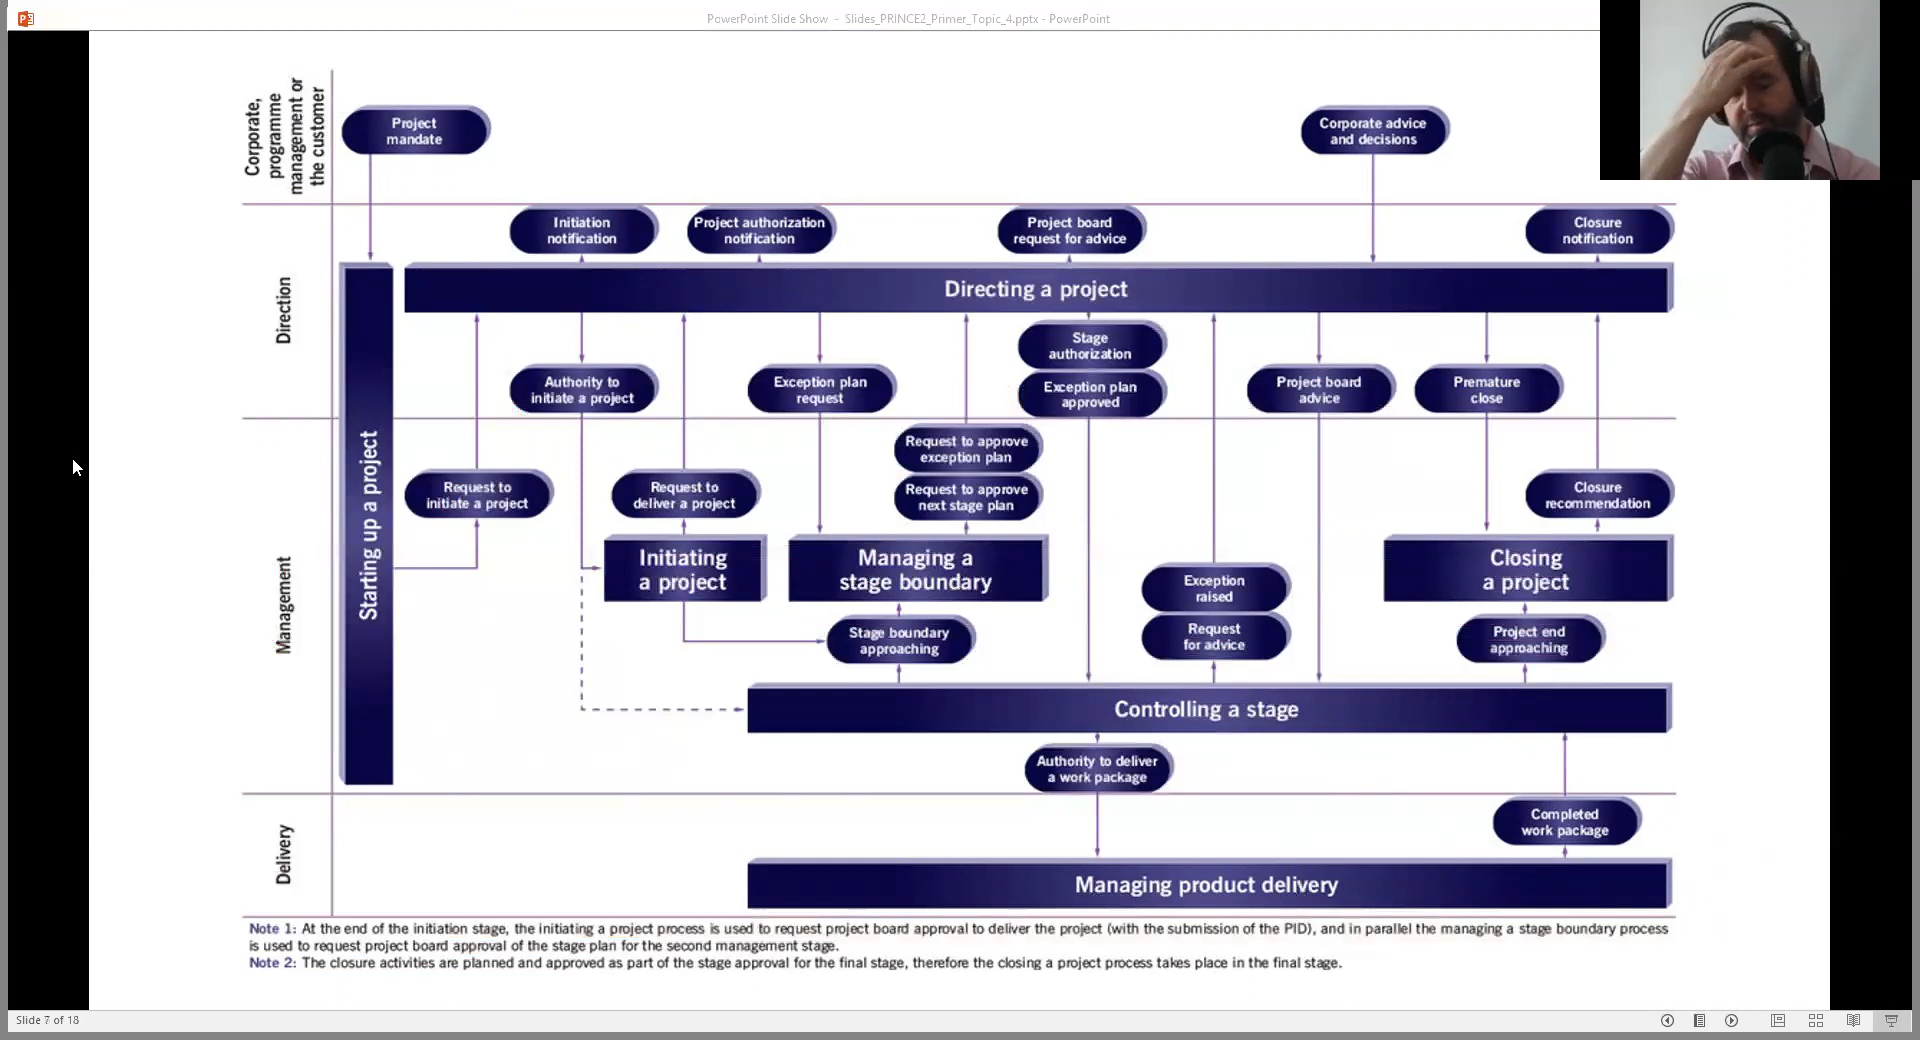 PowerPoint Slide Show - Slides_PRINCE2_Primer_Topic_4.pptx - PowerPoint
Corporate,
programme
management or
the customer
Project
mandate
Corporate advice
and decisions
Direction
Initiation
notification
Project authorization
notification
Project board
request for advice
Closure
notification
Directing a project
Stage
authorization
Authority to
initiate a project
Exception plan
request
Exception plan
approved
Project board
advice
Premature
close
Management
Starting up a project
Request to
initiate a project
Request to
deliver a project
Request to approve
exception plan
Request to approve
next stage plan
Closure
recommendation
Initiating
a project
Managing a
stage boundary
Exception
raised
Request
for advice
Closing
a project
Stage boundary
approaching
Project end
approaching
Controlling a stage
Authority to deliver
a work package
Delivery
Completed
work package
Managing product delivery
Note 1: At the end of the initiation stage, the initiating a project process is used to request project board approval to deliver the project (with the submission of the PID), and in parallel the managing a stage boundary process
is used to request project board approval of the stage plan for the second management stage.
Note 2: The closure activities are planned and approved as part of the stage approval for the final stage, therefore the closing a project process takes place in the final stage.
Slide 7 of 18